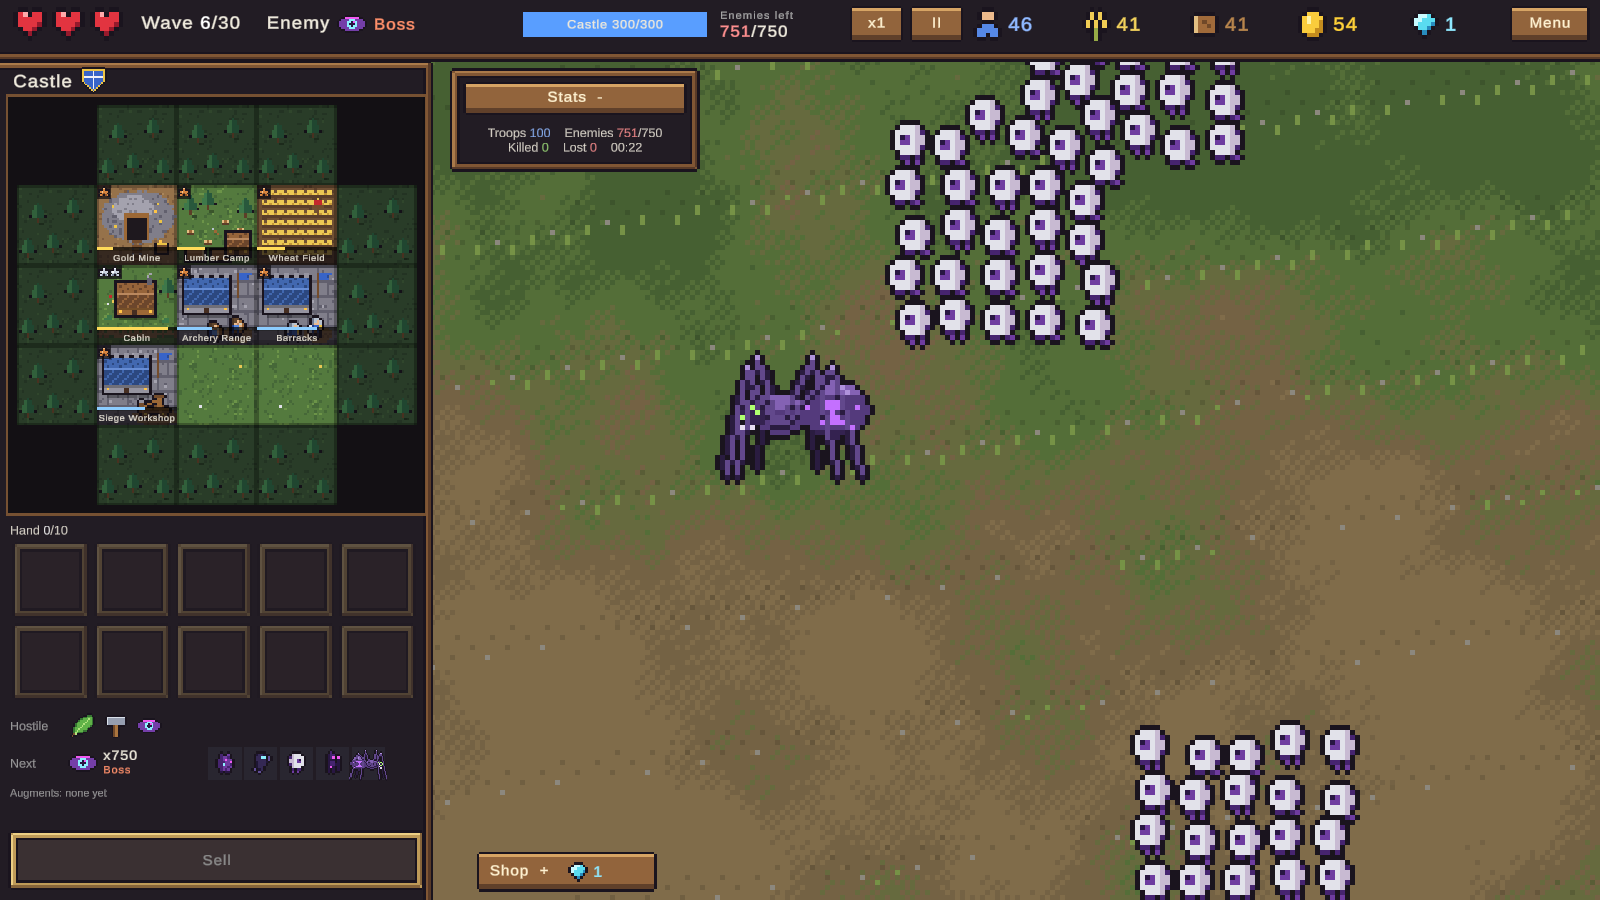 Wave 6/30
Enemy Boss
Castle 300/300
Enemies left
751/750
x1
II
46
41
41
54
1
Menu
Castle
Stats -
Troops 100 Enemies 751/750
Killed 0 Lost 0 00:22
Gold Mine
Lumber Camp
Wheat Field
Cabin
Archery Range
Barracks
Siege Workshop
Hand 0/10
Hostile
Next
x750
Boss
Augments: none yet
Sell
Shop + 1